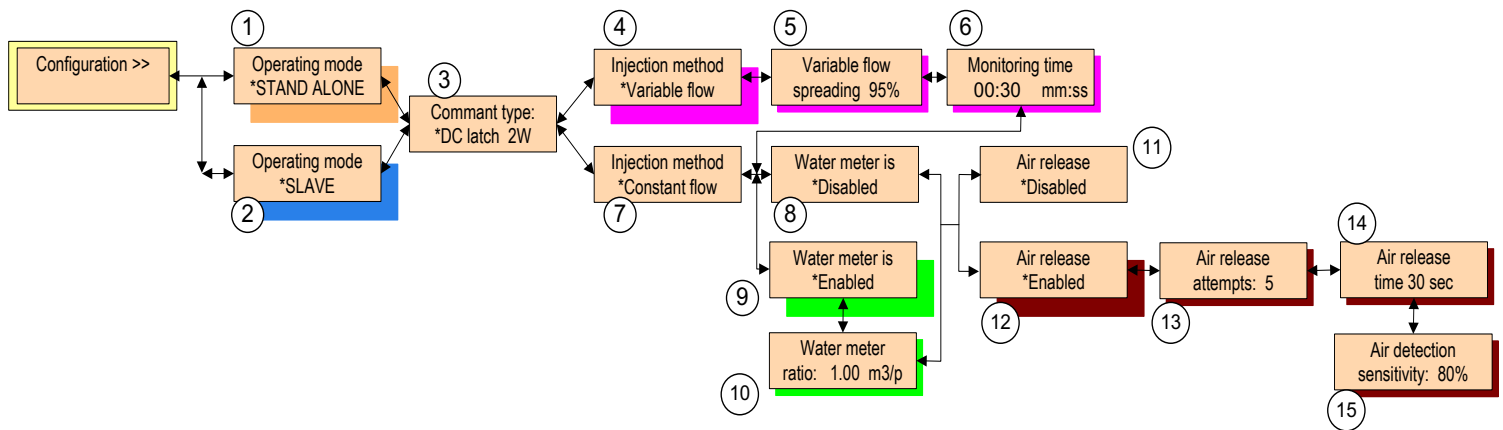 1
4
5
6
Configuration >>
Operating mode
*STAND ALONE
3
Commant type:
*DC latch 2W
Injection method
*Variable flow
Variable flow
spreading 95%
Monitoring time
00:30 mm:ss
Operating mode
*SLAVE
2
Injection method
*Constant flow
7
Water meter is
*Disabled
8
Air release
*Disabled
11
Water meter is
*Enabled
9
Air release
*Enabled
12
Air release
attempts: 5
13
14
Air release
time 30 sec
Water meter
ratio: 1.00 m3/p
10
Air detection
sensitivity: 80%
15